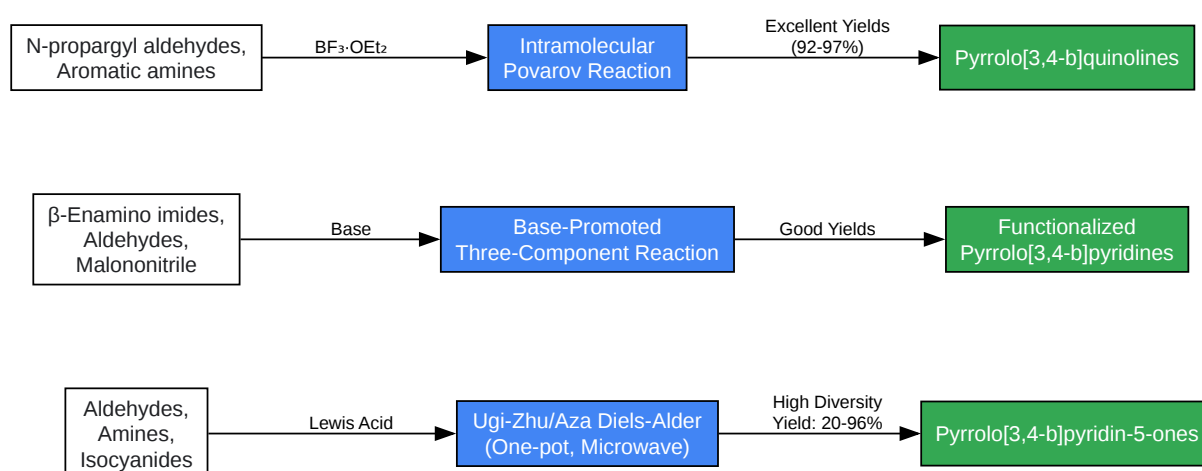 N-propargyl aldehydes,
Aromatic amines
BF₃·OEt₂
Intramolecular
Povarov Reaction
Excellent Yields
(92-97%)
Pyrrolo[3,4-b]quinolines
β-Enamino imides,
Aldehydes,
Malononitrile
Base
Base-Promoted
Three-Component Reaction
Good Yields
Functionalized
Pyrrolo[3,4-b]pyridines
Aldehydes,
Amines,
Isocyanides
Lewis Acid
Ugi-Zhu/Aza Diels-Alder
(One-pot, Microwave)
High Diversity
Yield: 20-96%
Pyrrolo[3,4-b]pyridin-5-ones